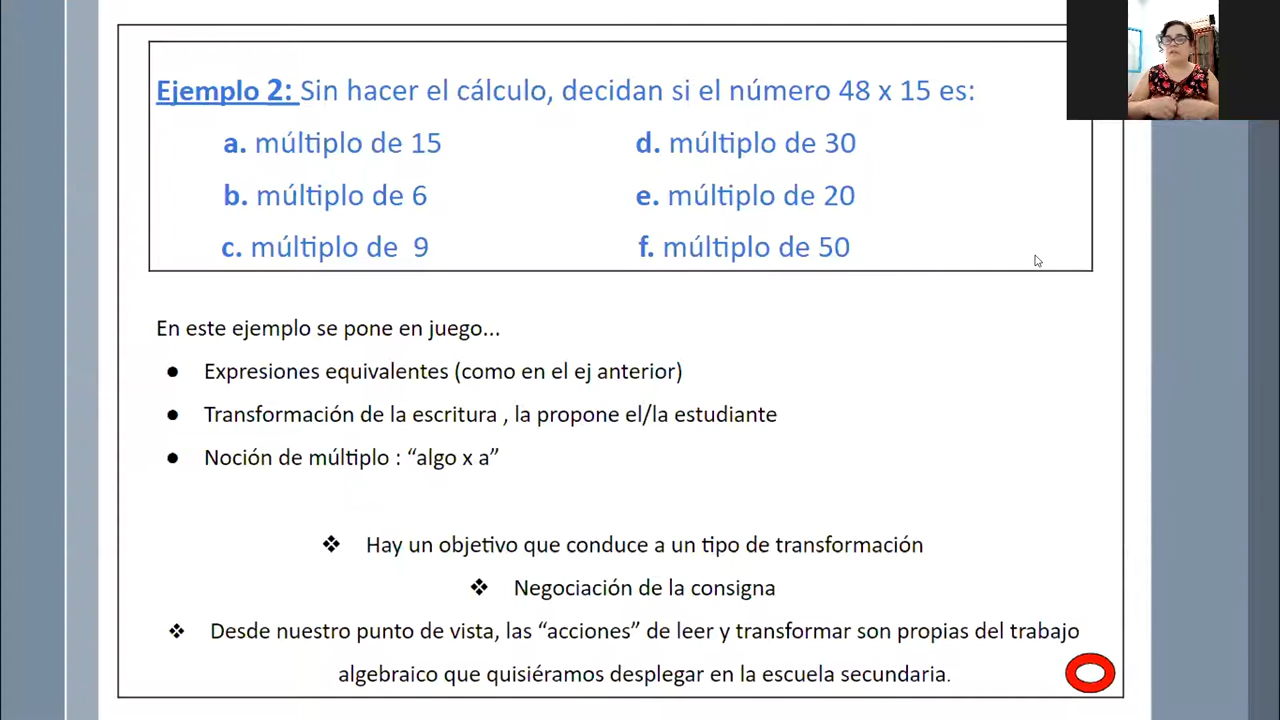 Ejemplo 2: Sin hacer el cálculo, decidan si el número 48 x 15 es:
a. múltiplo de 15
d. múltiplo de 30
b. múltiplo de 6
e. múltiplo de 20
c. múltiplo de 9
f. múltiplo de 50
En este ejemplo se pone en juego...
● Expresiones equivalentes (como en el ej anterior)
● Transformación de la escritura , la propone el/la estudiante
● Noción de múltiplo : “algo x a”
❖ Hay un objetivo que conduce a un tipo de transformación
❖ Negociación de la consigna
❖ Desde nuestro punto de vista, las “acciones” de leer y transformar son propias del trabajo
algebraico que quisiéramos desplegar en la escuela secundaria.